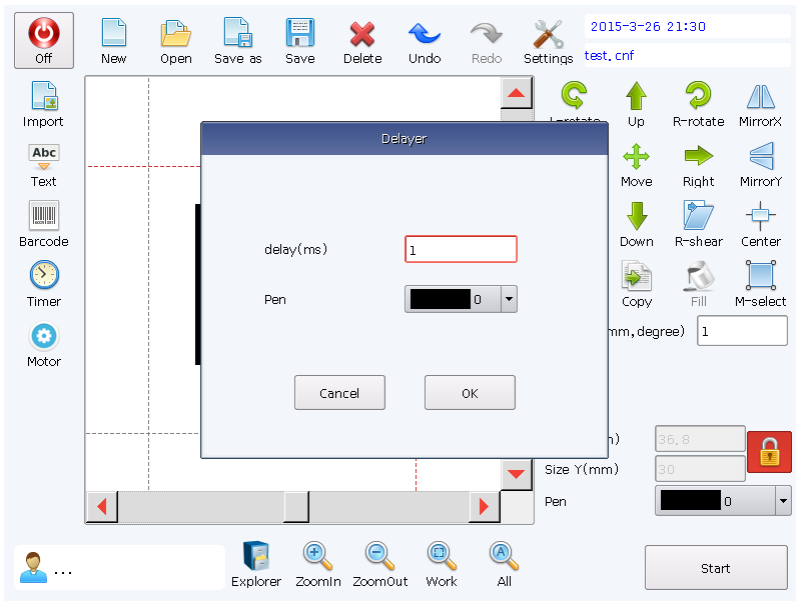 Off
New
Open
Save as
Save
Delete
Undo
Redo
Settings
2015-3-26 21:30
test.cnf
Import
Abc
Text
Barcode
Timer
Motor
Up
R-rotate
MirrorX
Move
Right
MirrorY
Down
R-shear
Center
Copy
Fill
M-select
mm,degree)
1
Delayer
delay(ms)
1
Pen
0
Cancel
OK
36.8
Size Y(mm)
30
Pen
0
...
Explorer
ZoomIn
ZoomOut
Work
A
All
Start